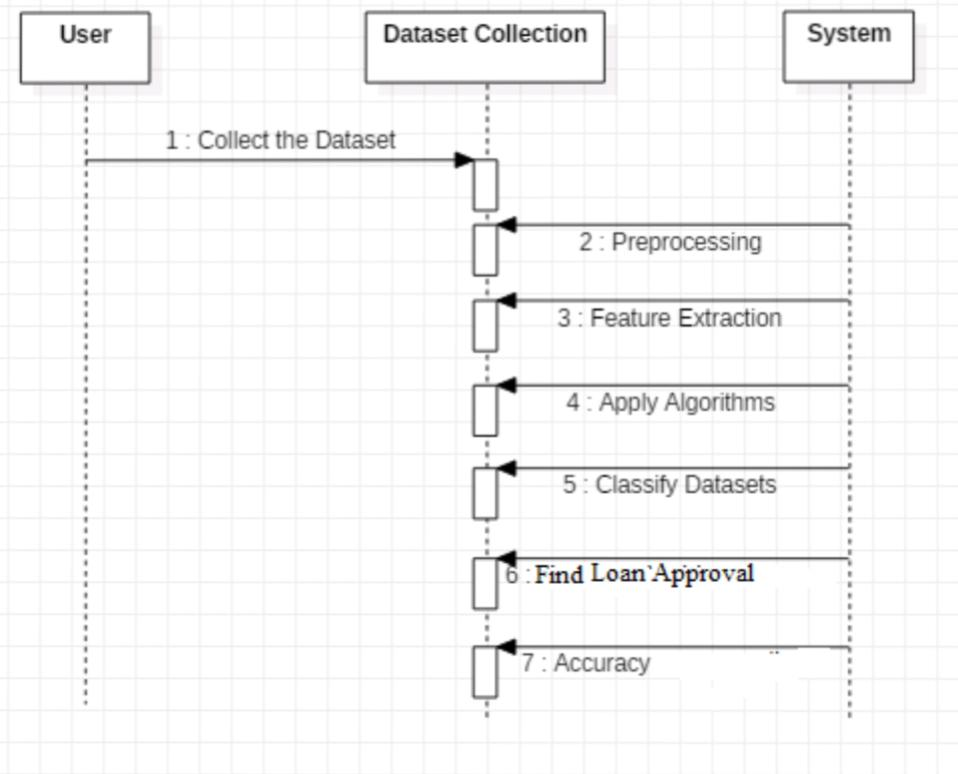 User
Dataset Collection
System
1 : Collect the Dataset
2 : Preprocessing
3 : Feature Extraction
4 : Apply Algorithms
5 : Classify Datasets
6 : Find Loan`Approval
7 : Accuracy